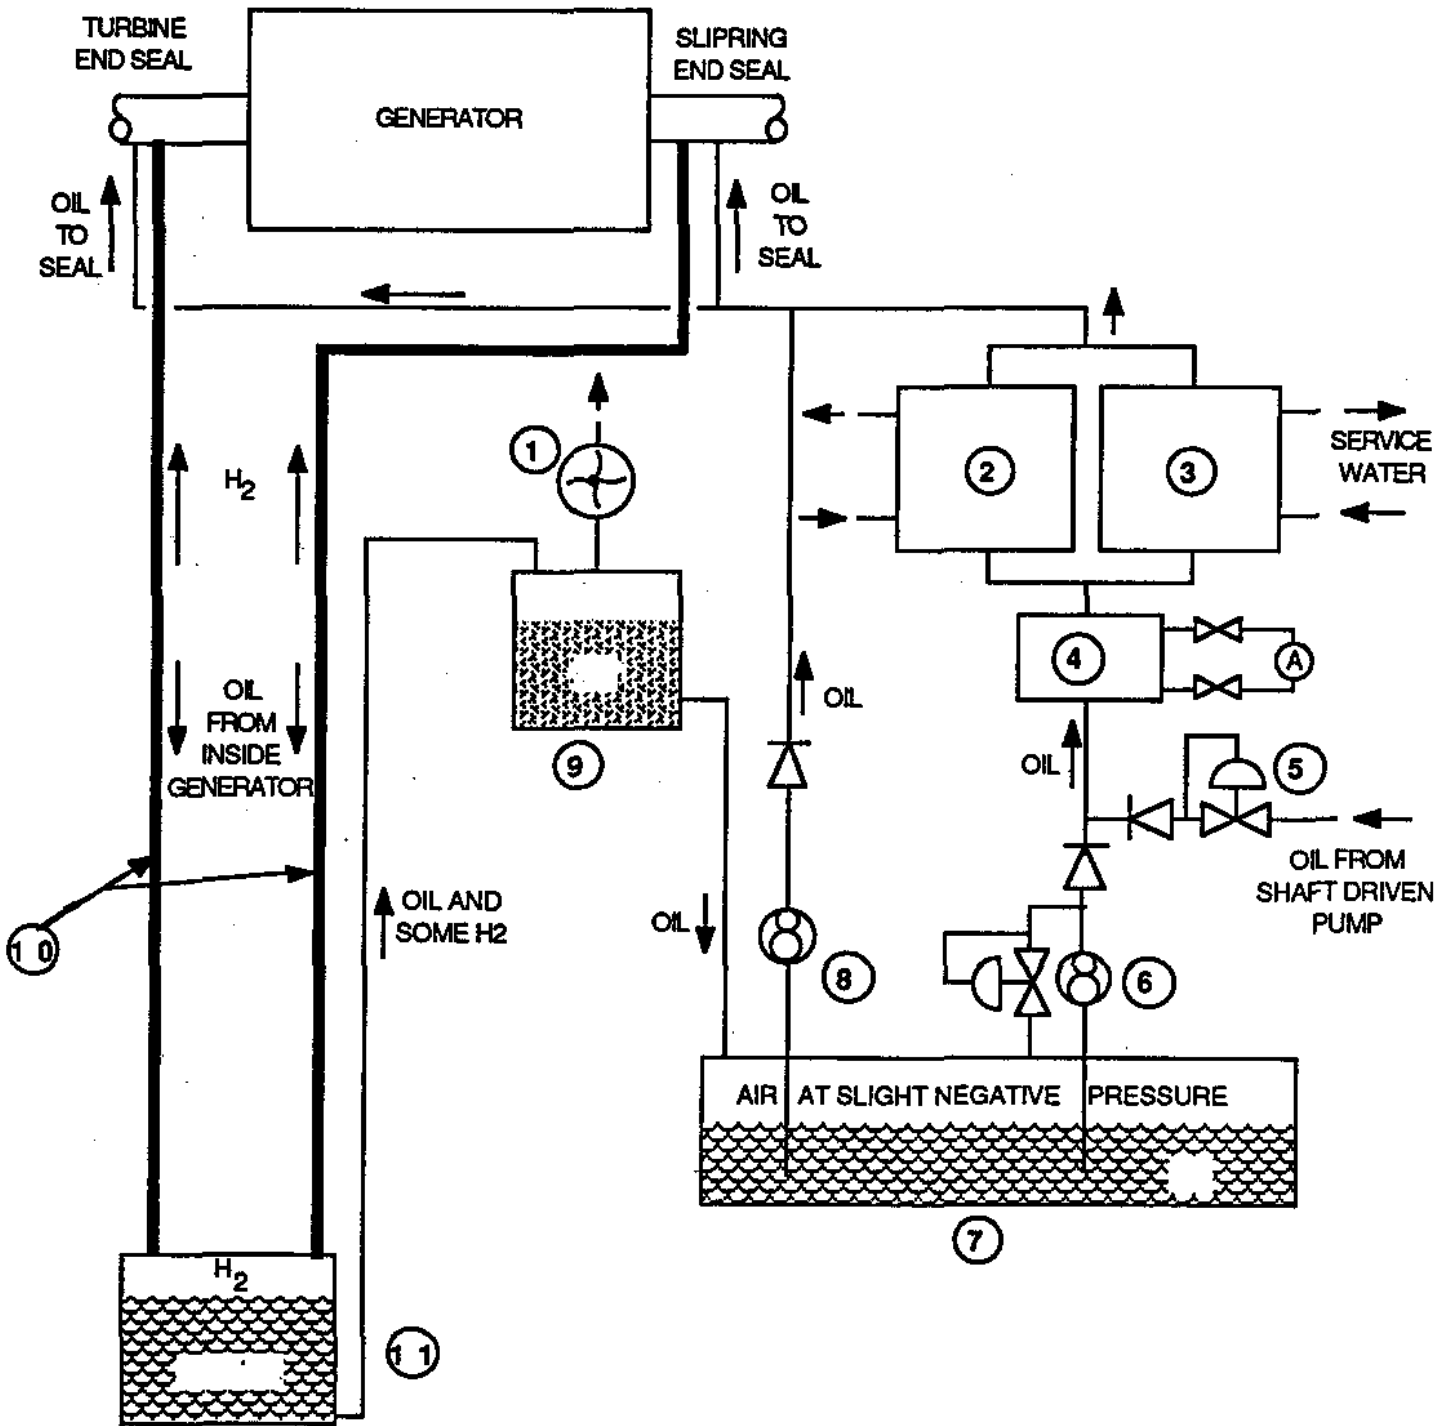 TURBINE
END SEAL
SLIPRING
END SEAL
GENERATOR
OIL
TO
SEAL
OIL
TO
SEAL
1
H2
2
3
SERVICE
WATER
4
A
OIL
FROM
INSIDE
GENERATOR
OIL
OIL
5
9
OIL FROM
SHAFT DRIVEN
PUMP
OIL AND
SOME H2
OIL
10
8
6
AIR AT SLIGHT NEGATIVE PRESSURE
7
H2
11